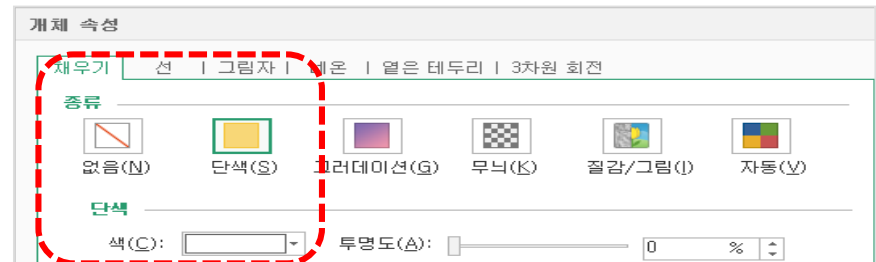 개체 속성
채우기 선 | 그림자 | 네온 | 옅은 테두리 | 3차원 회전
종류
없음(N) 단색(S) 그러데이션(G) 무늬(K) 질감/그림(I) 자동(V)
단색
색(C): 투명도(A): 0 %